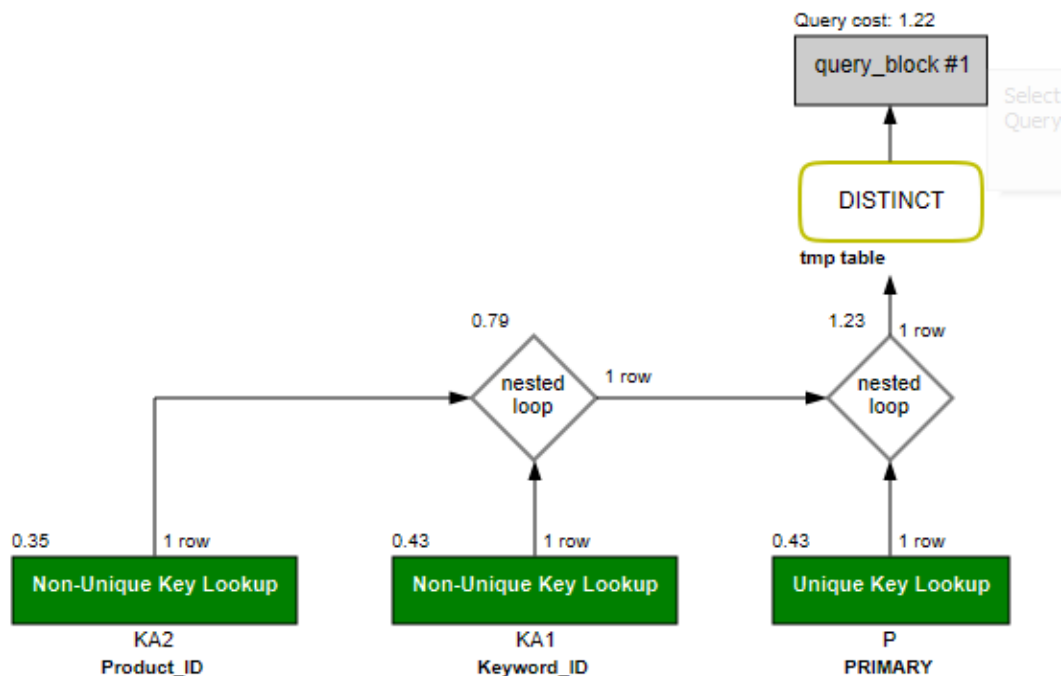 Query cost: 1.22
query_block #1
Select
Query
DISTINCT
tmp table
0.79
1.23
1 row
nested
loop
1 row
nested
loop
0.35
1 row
0.43
1 row
0.43
1 row
Non-Unique Key Lookup
Non-Unique Key Lookup
Unique Key Lookup
KA2
KA1
P
Product_ID
Keyword_ID
PRIMARY